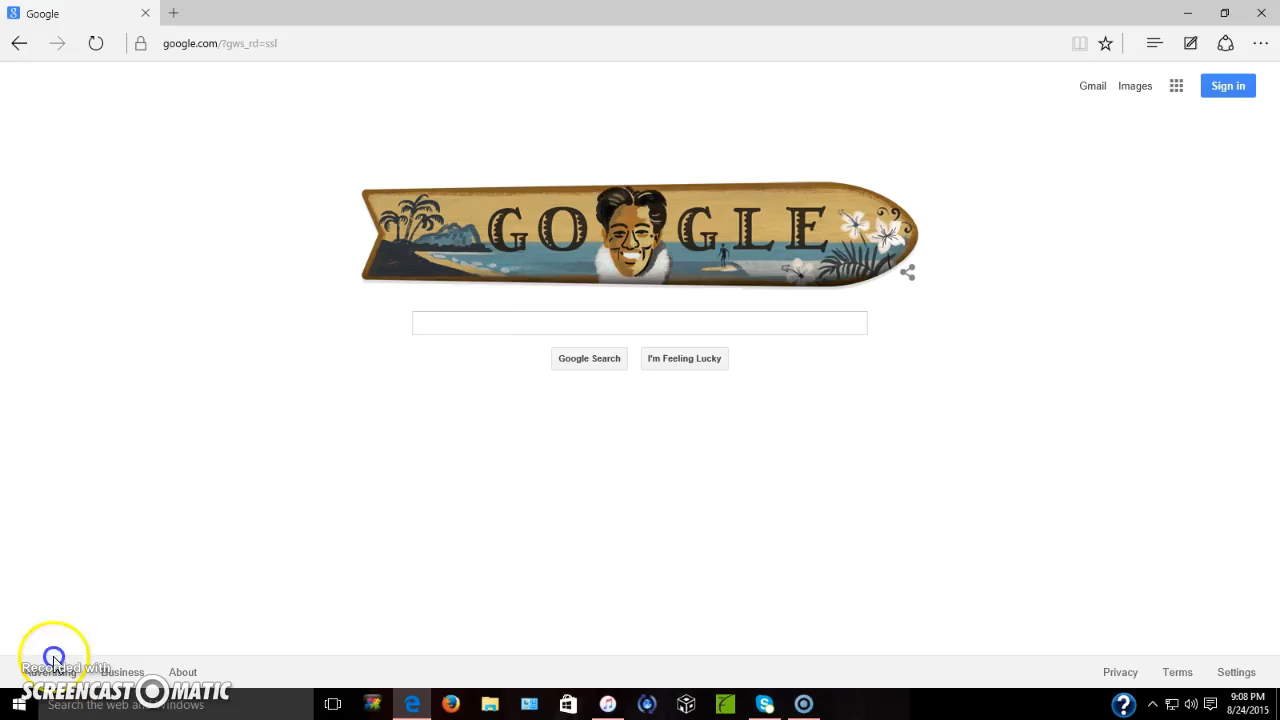 Google
google.com/?gws_rd=ssl
Gmail Images Sign in
GOOGLE
Google Search I'm Feeling Lucky
Recorded with
Advertising Business About Privacy Terms Settings
SCREENCAST-O-MATIC
Search the web and Windows
9:08 PM
8/24/2015